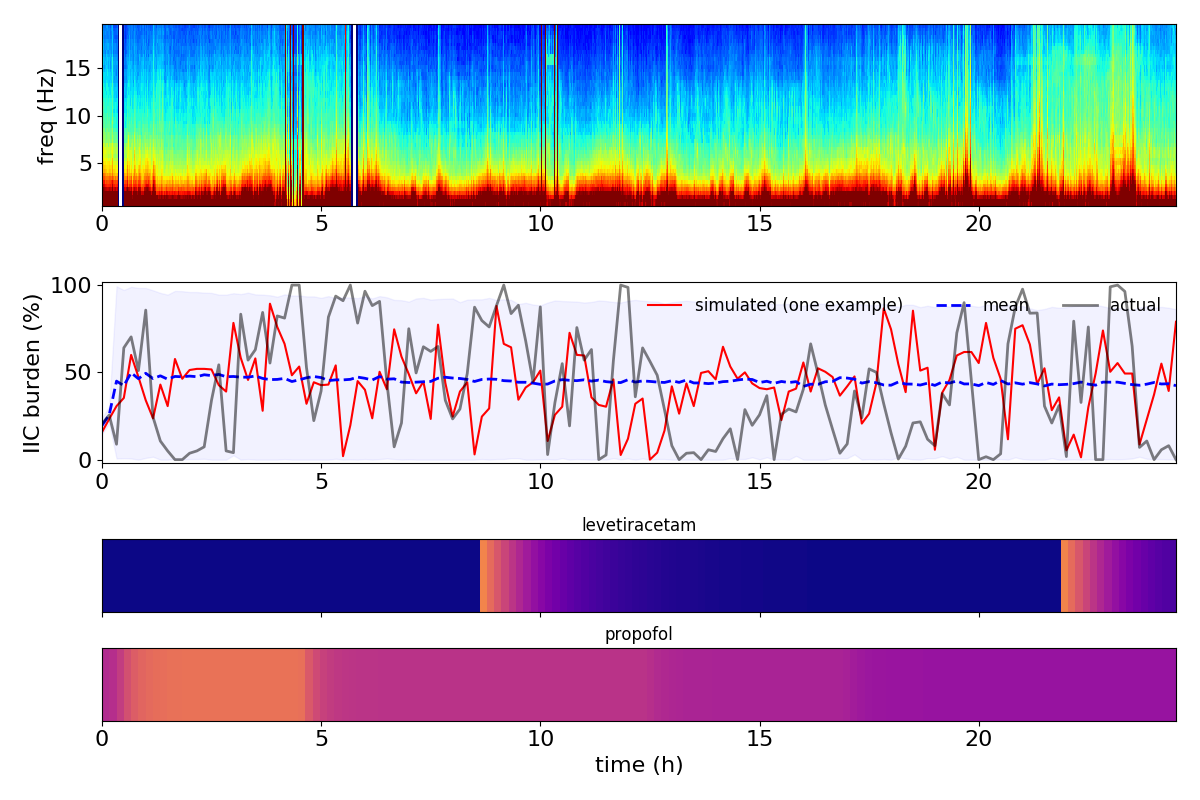 freq (Hz)
15
10
5
0 5 10 15 20
IIC burden (%)
100
50
0
simulated (one example) mean actual
0 5 10 15 20
levetiracetam
propofol
0 5 10 15 20
time (h)